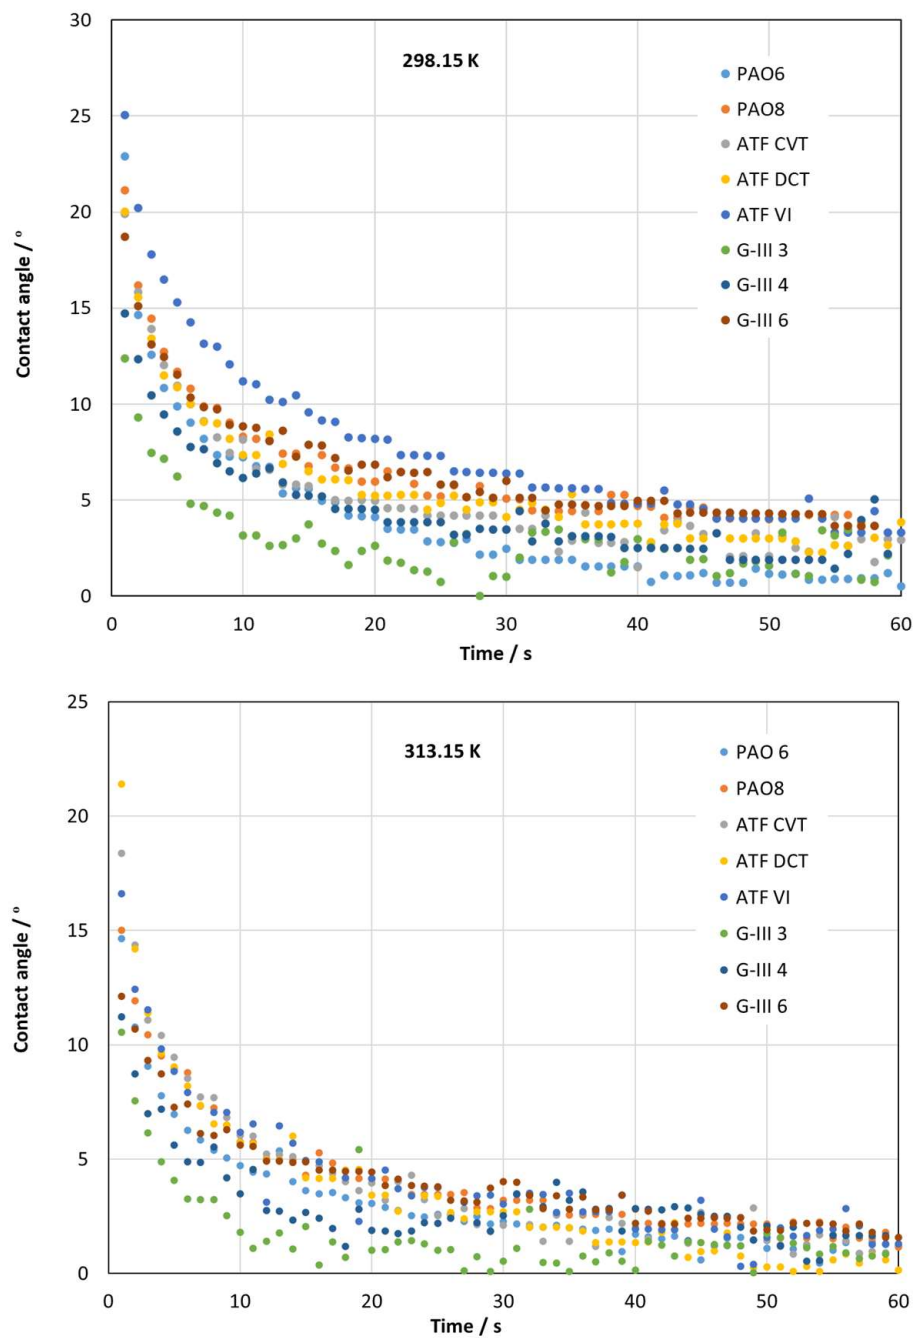 30
298.15 K
PAO6
25
PAO8
ATF CVT
ATF DCT
20
ATF VI
G-III 3
15
G-III 4
G-III 6
Contact angle / º
10
5
0
0 10 20 30 40 50 60
Time / s
25
313.15 K
PAO 6
PAO8
20
ATF CVT
ATF DCT
ATF VI
15
G-III 3
G-III 4
G-III 6
Contact angle / º
10
5
0
0 10 20 30 40 50 60
Time / s